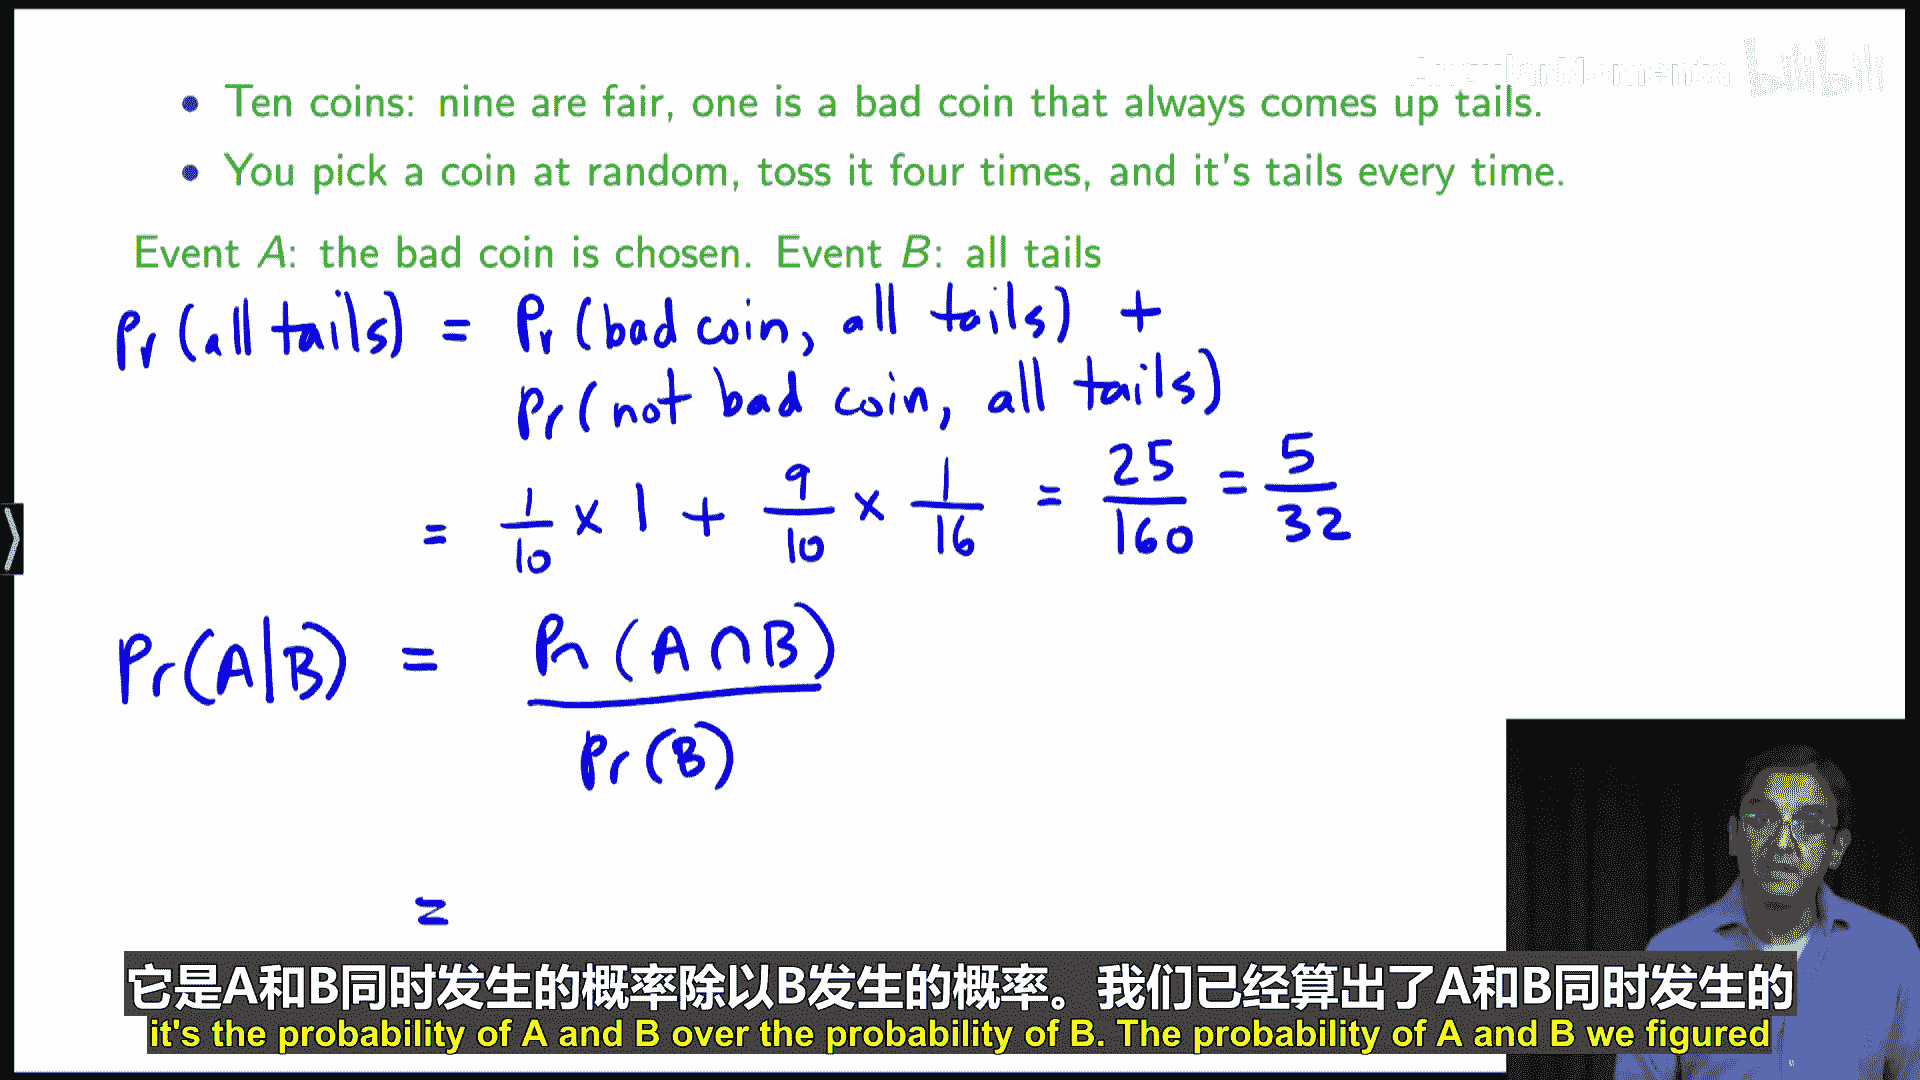 bilibili
• Ten coins: nine are fair, one is a bad coin that always comes up tails.
• You pick a coin at random, toss it four times, and it's tails every time.
Event A: the bad coin is chosen. Event B: all tails
Pr(all tails) = Pr(bad coin, all tails) +
Pr(not bad coin, all tails)
= 1/10 × 1 + 9/10 × 1/16 = 25/160 = 5/32
Pr(A|B) = Pr(A∩B) / Pr(B)
=
它是A和B同时发生的概率除以B发生的概率。我们已经算出了A和B同时发生的
it's the probability of A and B over the probability of B. The probability of A and B we figured